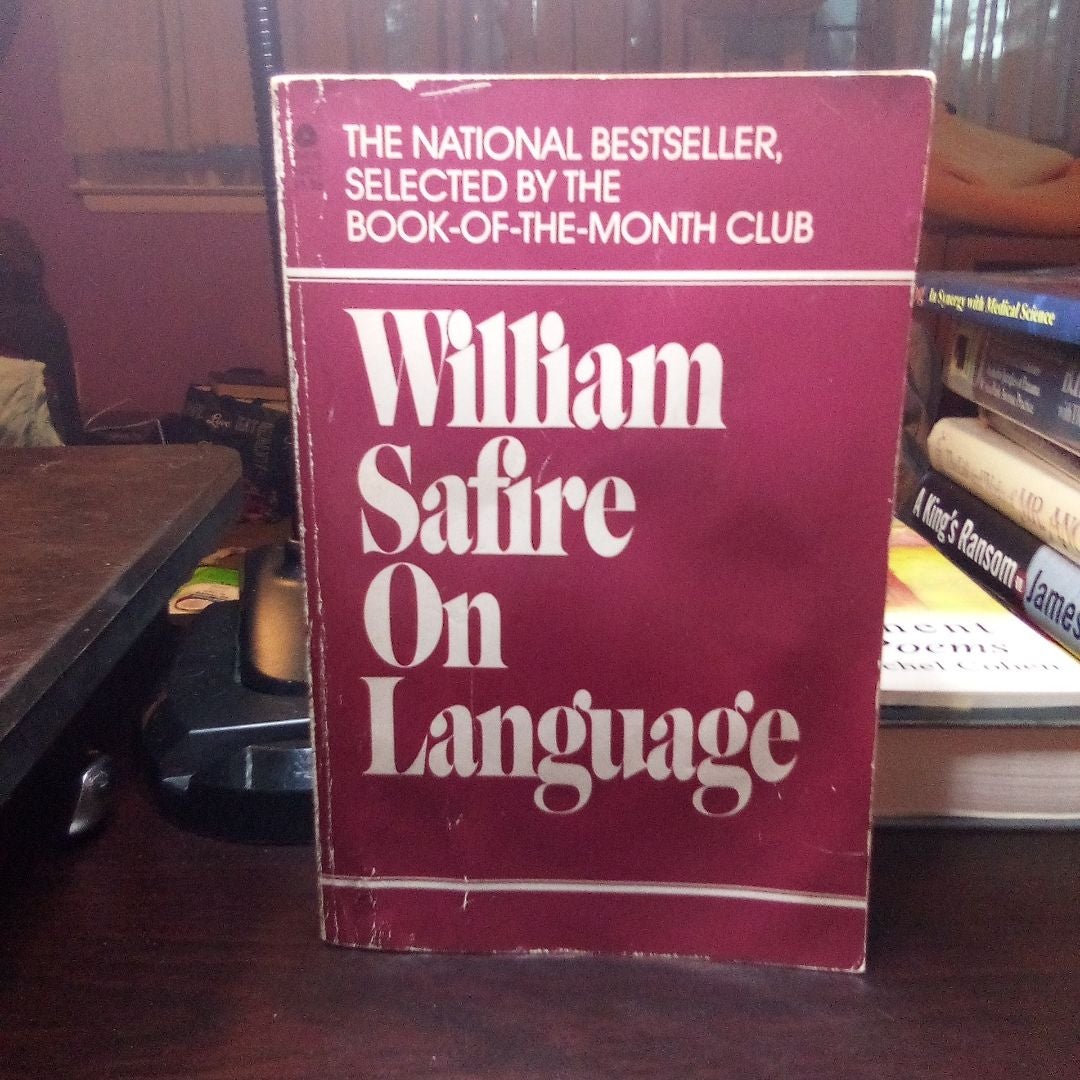 THE NATIONAL BESTSELLER,
SELECTED BY THE
BOOK-OF-THE-MONTH CLUB
William
Safire
On
Language
In Synergy with Medical Science
A King's Ransom
James
Love